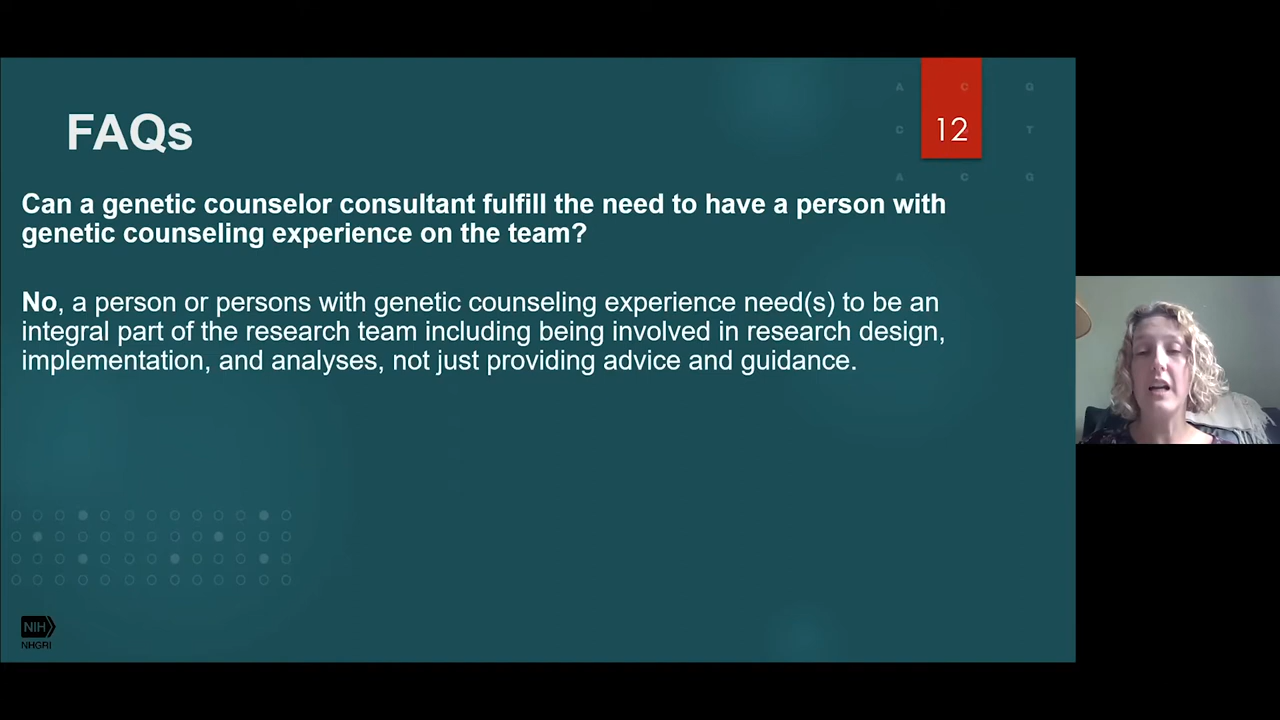 A C G
FAQs
12
C T
A C G
Can a genetic counselor consultant fulfill the need to have a person with
genetic counseling experience on the team?
No, a person or persons with genetic counseling experience need(s) to be an
integral part of the research team including being involved in research design,
implementation, and analyses, not just providing advice and guidance.
NIH
NHGRI